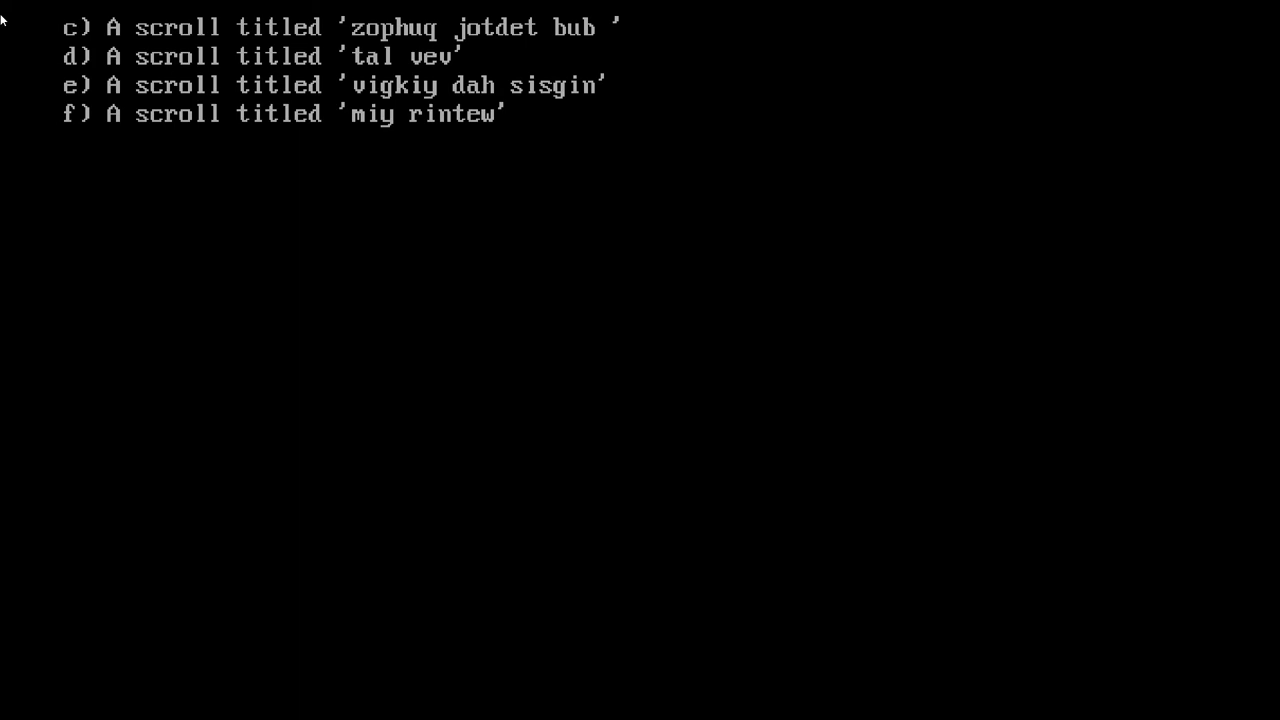 c) A scroll titled 'zophuq jotdet bub '
d) A scroll titled 'tal vev'
e) A scroll titled 'vigkiy dah sisgin'
f) A scroll titled 'miy rintew'